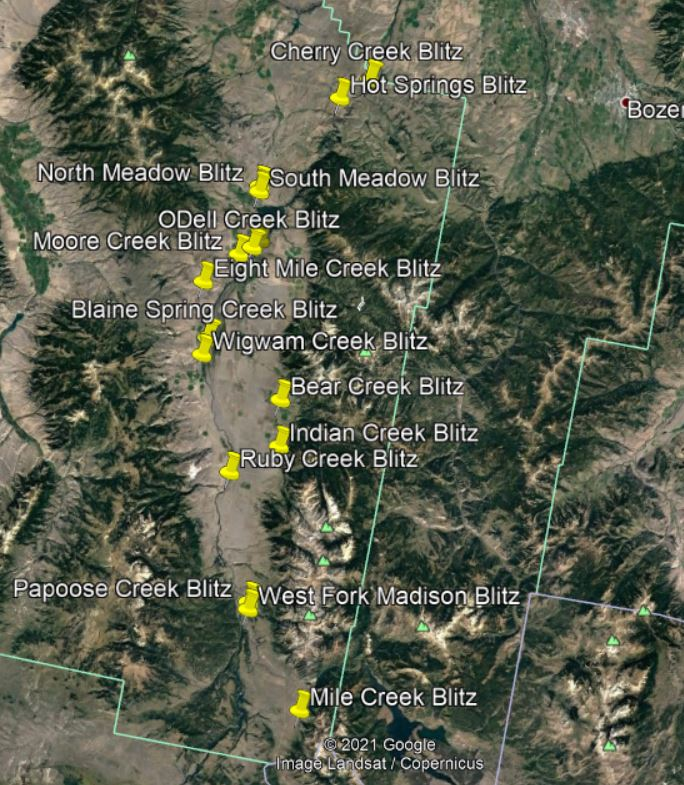 Cherry Creek Blitz
Hot Springs Blitz
Bozer
North Meadow Blitz
South Meadow Blitz
ODell Creek Blitz
Moore Creek Blitz
Eight Mile Creek Blitz
Blaine Spring Creek Blitz
Wigwam Creek Blitz
Bear Creek Blitz
Indian Creek Blitz
Ruby Creek Blitz
Papoose Creek Blitz
West Fork Madison Blitz
Mile Creek Blitz
© 2021 Google
Image Landsat / Copernicus